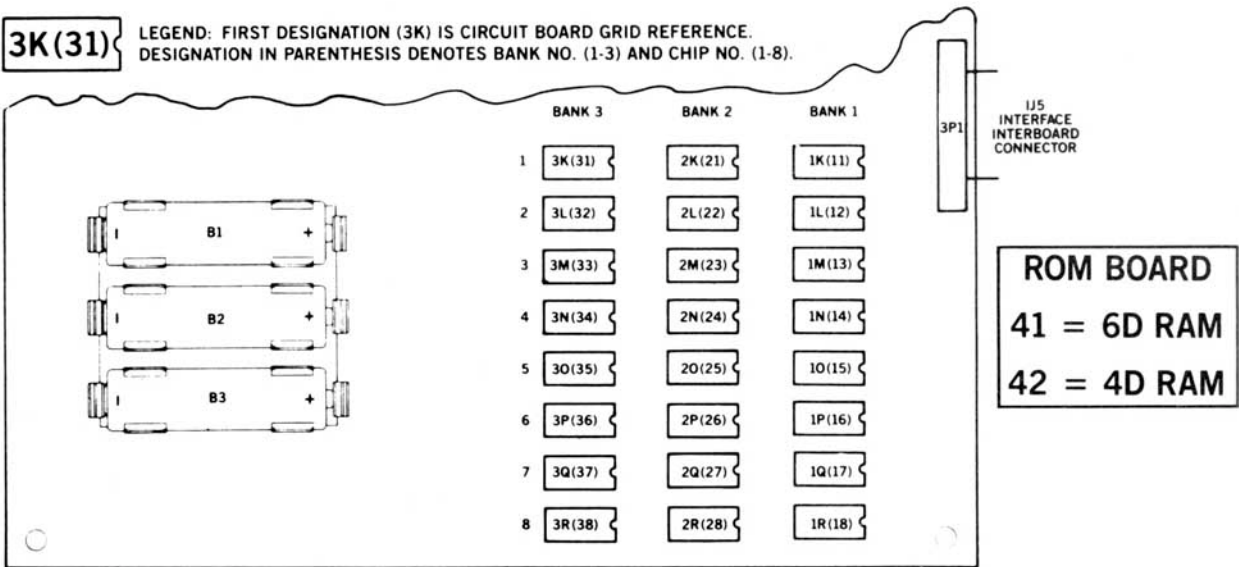 3K(31) LEGEND: FIRST DESIGNATION (3K) IS CIRCUIT BOARD GRID REFERENCE.
DESIGNATION IN PARENTHESIS DENOTES BANK NO. (1-3) AND CHIP NO. (1-8).
BANK 3 BANK 2 BANK 1
3P1
1J5
INTERFACE
INTERBOARD
CONNECTOR
1 3K(31) 2K(21) 1K(11)
2 3L(32) 2L(22) 1L(12)
- B1 +
3 3M(33) 2M(23) 1M(13)
4 3N(34) 2N(24) 1N(14)
- B2 +
5 3O(35) 2O(25) 1O(15)
- B3 +
6 3P(36) 2P(26) 1P(16)
7 3Q(37) 2Q(27) 1Q(17)
8 3R(38) 2R(28) 1R(18)
ROM BOARD
41 = 6D RAM
42 = 4D RAM